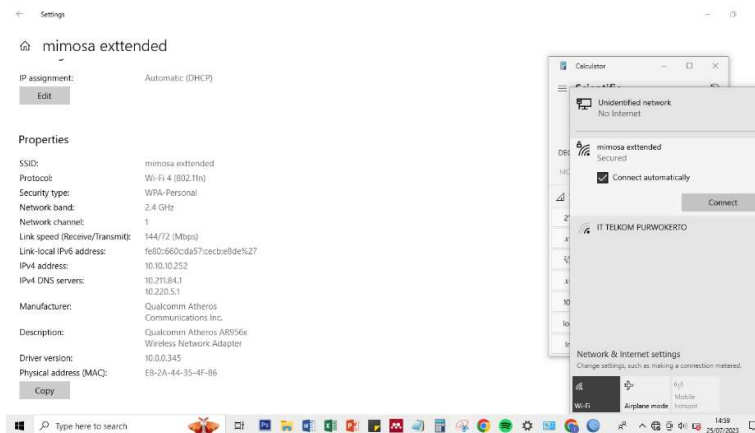 Settings
mimosa exttended
IP assignment: Automatic (DHCP)
Edit
Properties
SSID: mimosa exttended
Protocol: Wi-Fi 4 (802.11n)
Security type: WPA-Personal
Network band: 2.4 GHz
Network channel: 1
Link speed (Receive/Transmit): 144/72 (Mbps)
Link-local IPv6 address: fe80::660c:da57:cecb:e8de%27
IPv4 address: 10.10.10.252
IPv4 DNS servers: 10.211.84.1
10.220.5.1
Manufacturer: Qualcomm Atheros
Communications Inc.
Description: Qualcomm Atheros AR956x
Wireless Network Adapter
Driver version: 10.0.0.345
Physical address (MAC): E8-2A-44-35-4F-86
Copy
Calculator
Unidentified network
No Internet
mimosa exttended
Secured
Connect automatically
Connect
IT TELKOM PURWOKERTO
Network & Internet settings
Change settings, such as making a connection metered.
Wi-Fi
Airplane mode
Mobile
hotspot
Type here to search
14:59
25/07/2023